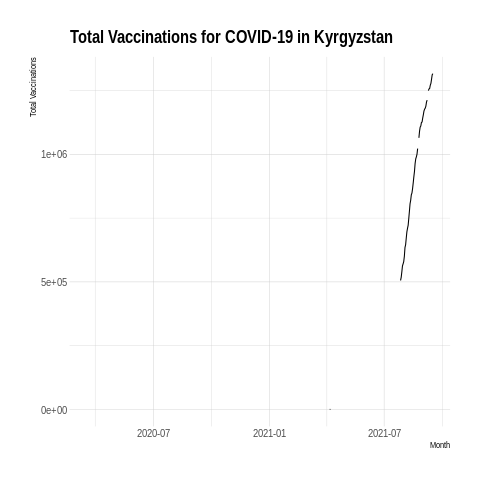 Total Vaccinations for COVID-19 in Kyrgyzstan
Total Vaccinations
1e+06
5e+05
0e+00
2020-07 2021-01 2021-07
Month